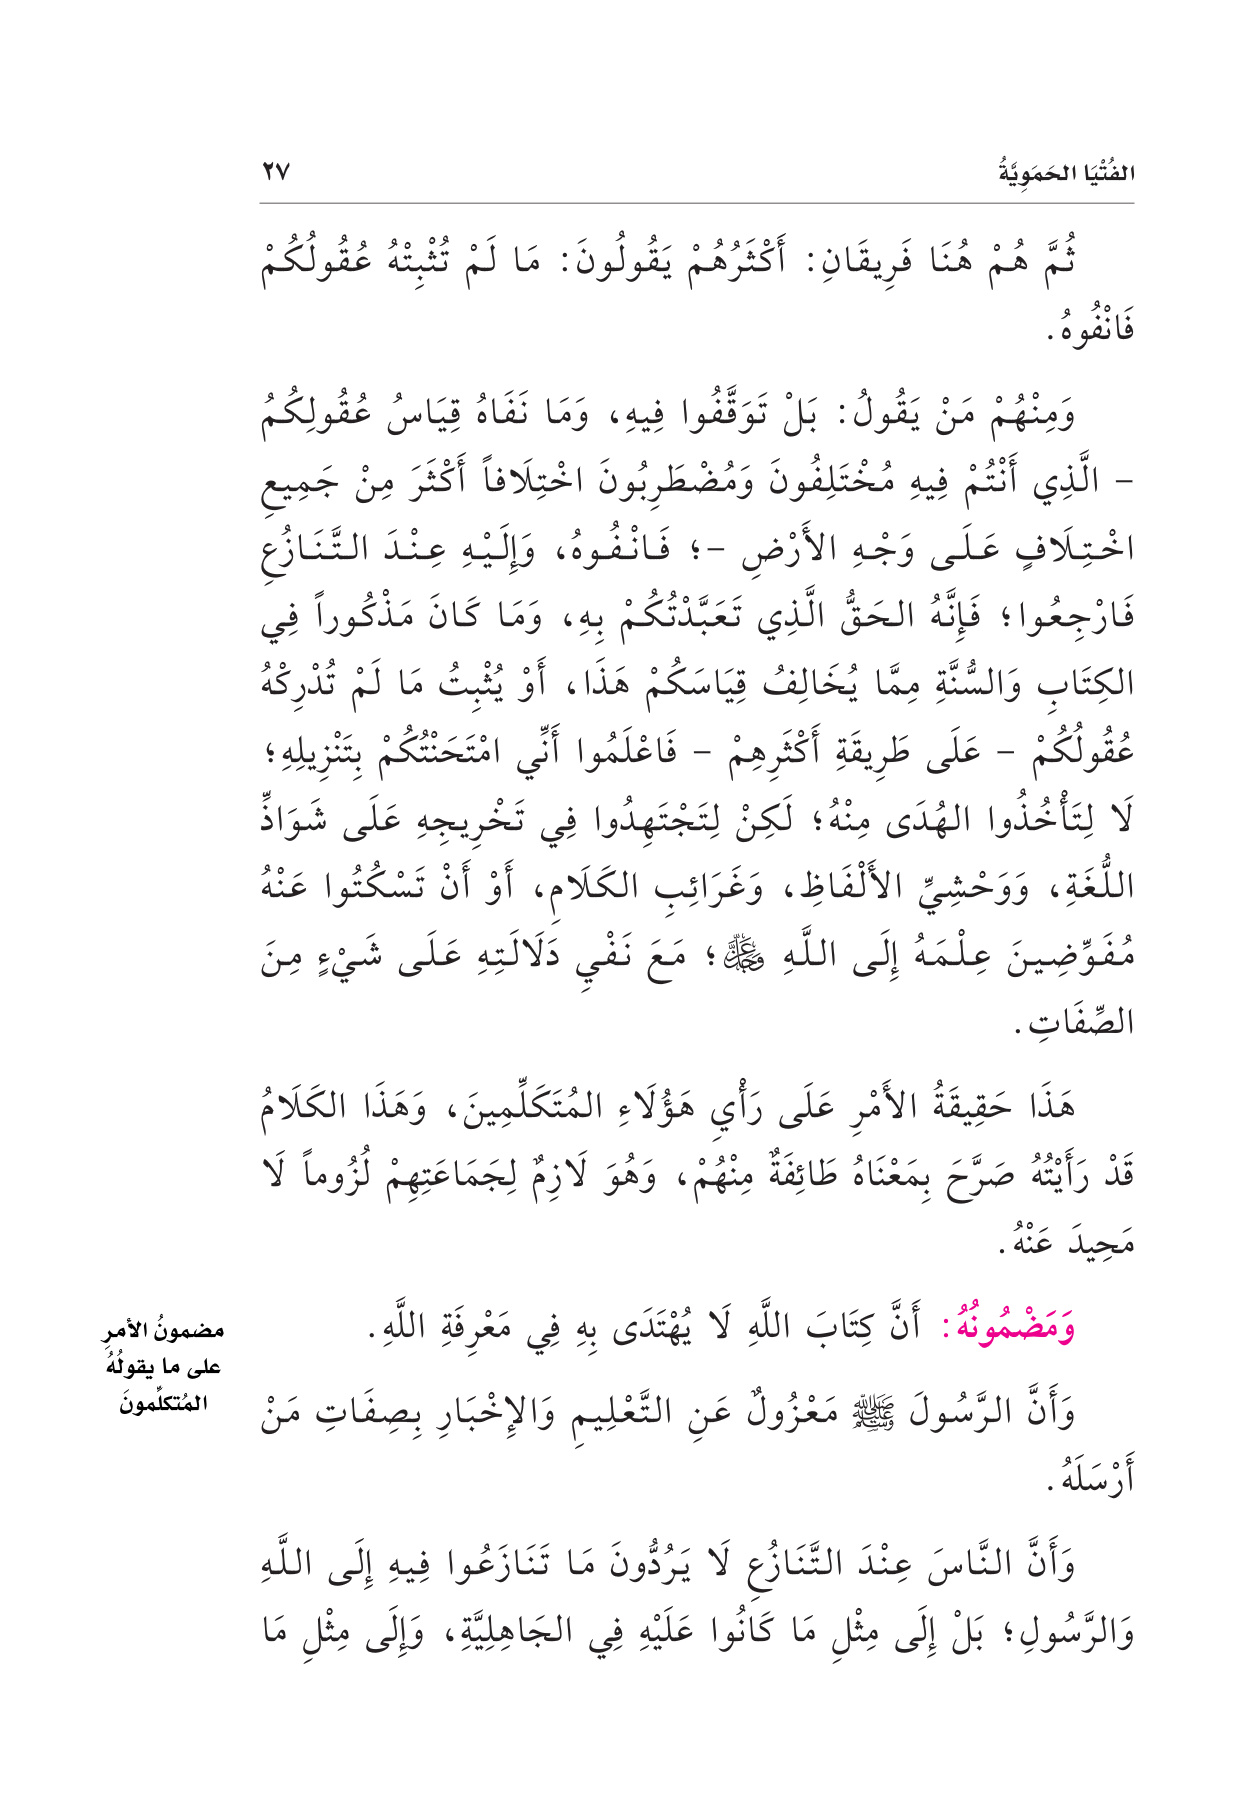 الفُتْيَا الحَمَوِيَّةُ ٢٧
ثُمَّ هُمْ هُنَا فَرِيقَانِ: أَكْثَرُهُمْ يَقُولُونَ: مَا لَمْ تُثْبِتْهُ عُقُولُكُمْ
فَانْفُوهُ.
وَمِنْهُمْ مَنْ يَقُولُ: بَلْ تَوَقَّفُوا فِيهِ، وَمَا نَفَاهُ قِيَاسُ عُقُولِكُمُ
– الَّذِي أَنْتُمْ فِيهِ مُخْتَلِفُونَ وَمُضْطَرِبُونَ اخْتِلَافاً أَكْثَرَ مِنْ جَمِيعِ
اخْتِلَافٍ عَلَى وَجْهِ الأَرْضِ –؛ فَانْفُوهُ، وَإِلَيْهِ عِنْدَ التَّنَازُعِ
فَارْجِعُوا؛ فَإِنَّهُ الحَقُّ الَّذِي تَعَبَّدْتُكُمْ بِهِ، وَمَا كَانَ مَذْكُوراً فِي
الكِتَابِ وَالسُّنَّةِ مِمَّا يُخَالِفُ قِيَاسَكُمْ هَذَا، أَوْ يُثْبِتُ مَا لَمْ تُدْرِكْهُ
عُقُولُكُمْ – عَلَى طَرِيقَةِ أَكْثَرِهِمْ – فَاعْلَمُوا أَنِّي امْتَحَنْتُكُمْ بِتَنْزِيلِهِ؛
لَا لِتَأْخُذُوا الهُدَى مِنْهُ؛ لَكِنْ لِتَجْتَهِدُوا فِي تَخْرِيجِهِ عَلَى شَوَاذِّ
اللُّغَةِ، وَوَحْشِيِّ الأَلْفَاظِ، وَغَرَائِبِ الكَلَامِ، أَوْ أَنْ تَسْكُتُوا عَنْهُ
مُفَوِّضِينَ عِلْمَهُ إِلَى اللَّهِ عَزَّ وَجَلَّ؛ مَعَ نَفْيِ دَلَالَتِهِ عَلَى شَيْءٍ مِنَ
الصِّفَاتِ.
هَذَا حَقِيقَةُ الأَمْرِ عَلَى رَأْيِ هَؤُلَاءِ المُتَكَلِّمِينَ، وَهَذَا الكَلَامُ
قَدْ رَأَيْتُهُ صَرَّحَ بِمَعْنَاهُ طَائِفَةٌ مِنْهُمْ، وَهُوَ لَازِمٌ لِجَمَاعَتِهِمْ لُزُوماً لَا
مَحِيدَ عَنْهُ.
وَمَضْمُونُهُ: أَنَّ كِتَابَ اللَّهِ لَا يُهْتَدَى بِهِ فِي مَعْرِفَةِ اللَّهِ.
مضمونُ الأمرِ
على ما يقولُهُ
المُتكلِّمونَ
وَأَنَّ الرَّسُولَ ﷺ مَعْزُولٌ عَنِ التَّعْلِيمِ وَالإِخْبَارِ بِصِفَاتِ مَنْ
أَرْسَلَهُ.
وَأَنَّ النَّاسَ عِنْدَ التَّنَازُعِ لَا يَرُدُّونَ مَا تَنَازَعُوا فِيهِ إِلَى اللَّهِ
وَالرَّسُولِ؛ بَلْ إِلَى مِثْلِ مَا كَانُوا عَلَيْهِ فِي الجَاهِلِيَّةِ، وَإِلَى مِثْلِ مَا